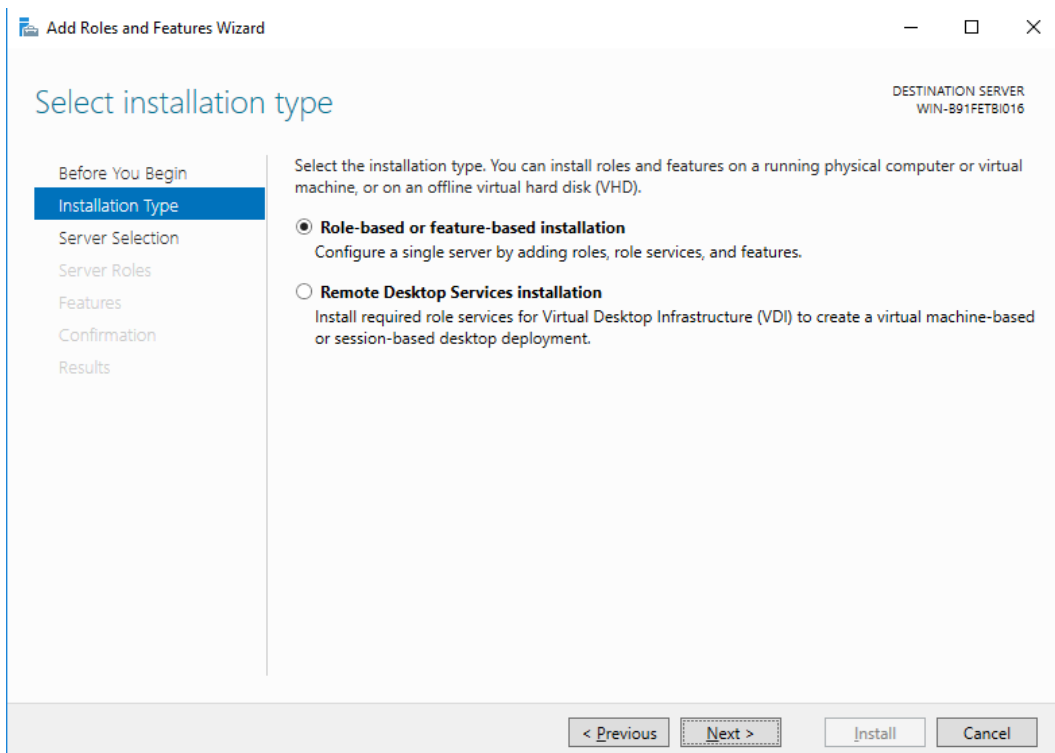 Add Roles and Features Wizard
Select installation type
DESTINATION SERVER
WIN-B91FETBI016
Before You Begin
Installation Type
Server Selection
Server Roles
Features
Confirmation
Results
Select the installation type. You can install roles and features on a running physical computer or virtual
machine, or on an offline virtual hard disk (VHD).
Role-based or feature-based installation
Configure a single server by adding roles, role services, and features.
Remote Desktop Services installation
Install required role services for Virtual Desktop Infrastructure (VDI) to create a virtual machine-based
or session-based desktop deployment.
< Previous
Next >
Install
Cancel